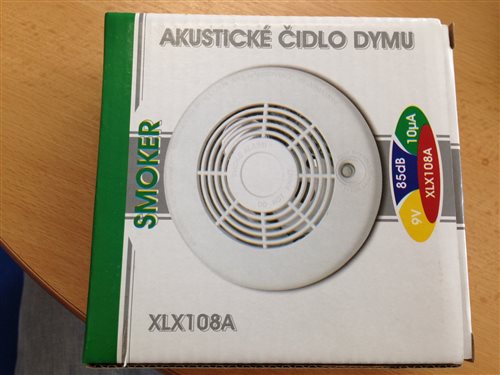 AKUSTICKÉ ČIDLO DYMU
SMOKER
10µA
85dB
XLX108A
9V
XLX108A